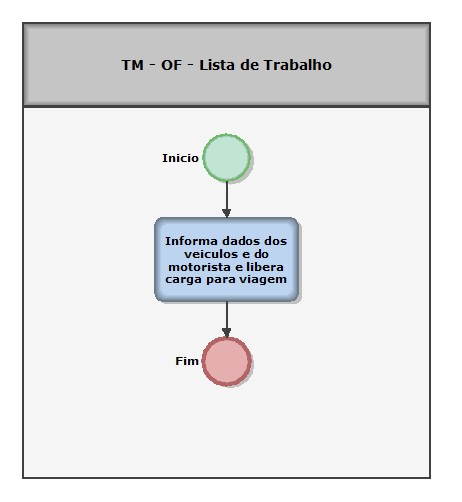 TM - OF - Lista de Trabalho
Inicio
Informa dados dos
veiculos e do
motorista e libera
carga para viagem
Fim